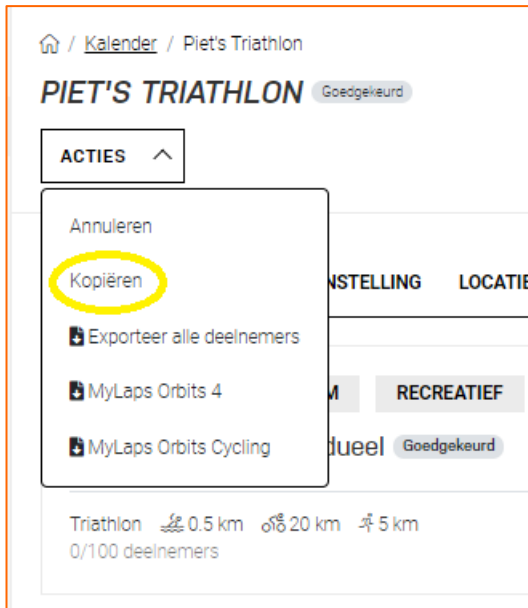 / Kalender / Piet's Triathlon
PIET'S TRIATHLON Goedgekeurd
ACTIES
Annuleren
Kopiëren
NSTELLING LOCATIE
Exporteer alle deelnemers
MyLaps Orbits 4
RECREATIEF
MyLaps Orbits Cycling
dueel Goedgekeurd
Triathlon 0.5 km 20 km 5 km
0/100 deelnemers